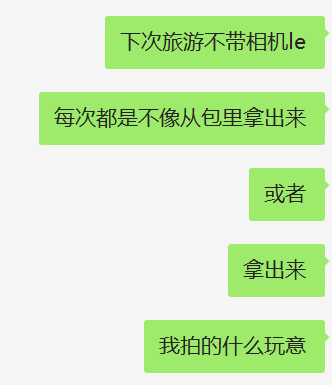 下次旅游不带相机le
每次都是不像从包里拿出来
或者
拿出来
我拍的什么玩意